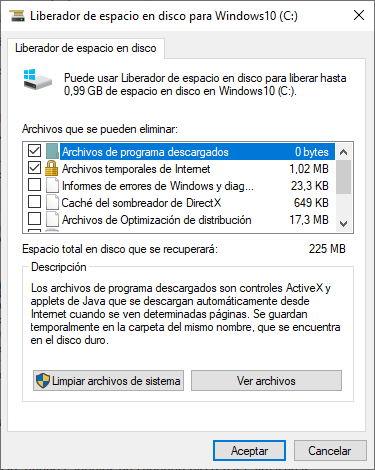 Liberador de espacio en disco para Windows10 (C:)
Liberador de espacio en disco
Puede usar Liberador de espacio en disco para liberar hasta
0,99 GB de espacio en disco en Windows10 (C:).
Archivos que se pueden eliminar:
Archivos de programa descargados 0 bytes
Archivos temporales de Internet 1,02 MB
Informes de errores de Windows y diag... 23,3 KB
Caché del sombreador de DirectX 649 KB
Archivos de Optimización de distribución 17,3 MB
Espacio total en disco que se recuperará: 225 MB
Descripción
Los archivos de programa descargados son controles ActiveX y
applets de Java que se descargan automáticamente desde
Internet cuando se ven determinadas páginas. Se guardan
temporalmente en la carpeta del mismo nombre, que se encuentra
en el disco duro.
Limpiar archivos de sistema Ver archivos
Aceptar Cancelar